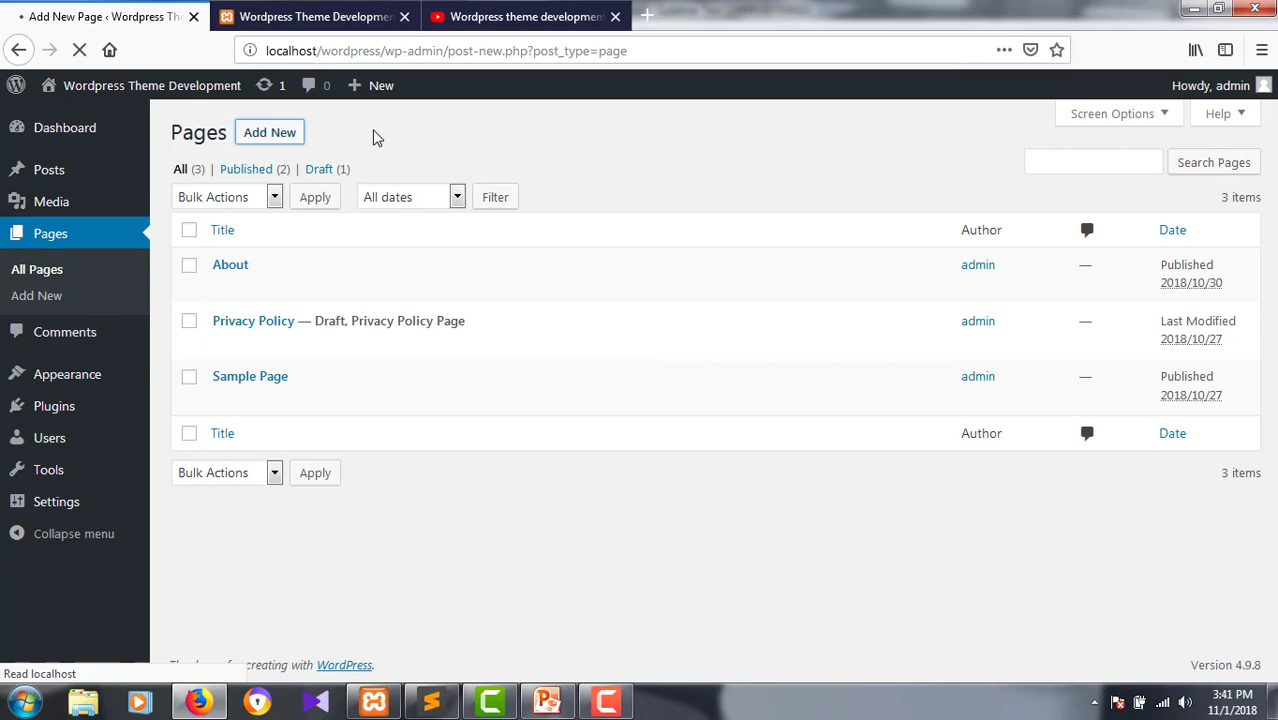 Add New Page ‹ Wordpress Th
Wordpress Theme Developmen
Wordpress theme development
localhost/wordpress/wp-admin/post-new.php?post_type=page
Wordpress Theme Development
1
0
New
Howdy, admin
Dashboard
Posts
Media
Pages
All Pages
Add New
Comments
Appearance
Plugins
Users
Tools
Settings
Collapse menu
Screen Options
Help
Pages Add New
All (3) | Published (2) | Draft (1)
Search Pages
Bulk Actions
Apply
All dates
Filter
3 items
Title
Author
Date
About
admin
—
Published
2018/10/30
Privacy Policy — Draft, Privacy Policy Page
admin
—
Last Modified
2018/10/27
Sample Page
admin
—
Published
2018/10/27
Title
Author
Date
Bulk Actions
Apply
3 items
creating with WordPress.
Version 4.9.8
Read localhost
3:41 PM
11/1/2018